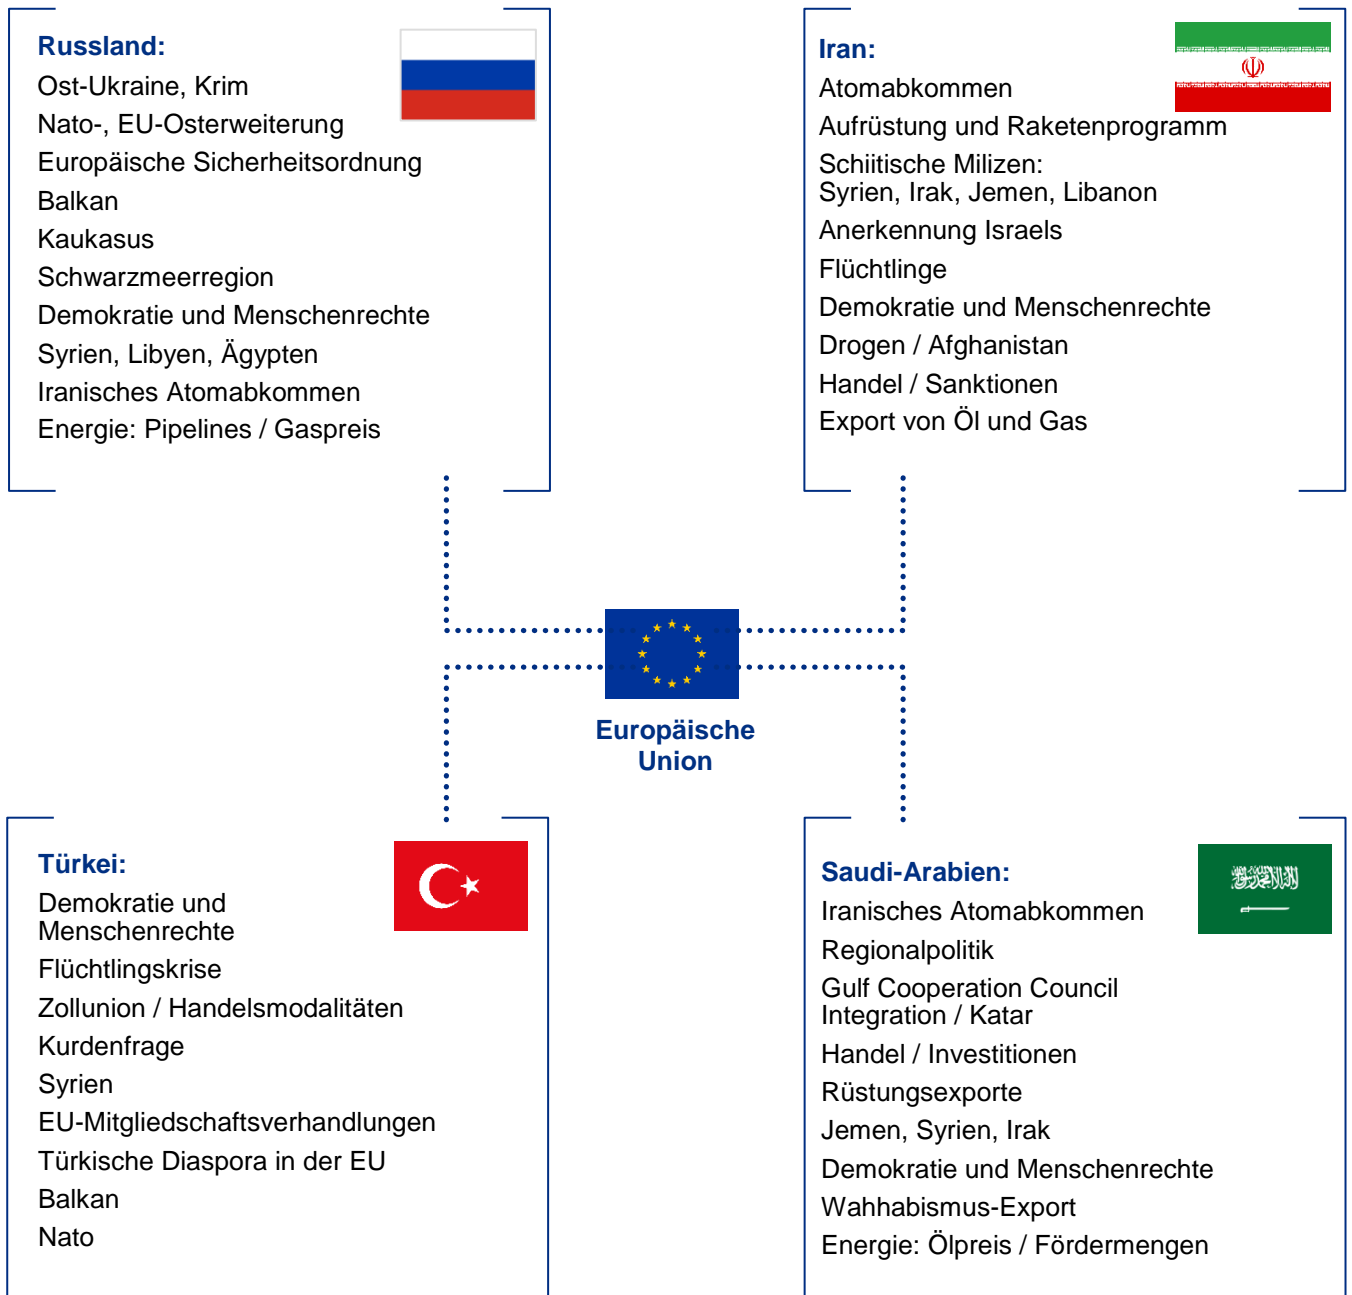 Russland:
Ost-Ukraine, Krim
Nato-, EU-Osterweiterung
Europäische Sicherheitsordnung
Balkan
Kaukasus
Schwarzmeerregion
Demokratie und Menschenrechte
Syrien, Libyen, Ägypten
Iranisches Atomabkommen
Energie: Pipelines / Gaspreis
Iran:
Atomabkommen
Aufrüstung und Raketenprogramm
Schiitische Milizen:
Syrien, Irak, Jemen, Libanon
Anerkennung Israels
Flüchtlinge
Demokratie und Menschenrechte
Drogen / Afghanistan
Handel / Sanktionen
Export von Öl und Gas
Europäische
Union
Türkei:
Demokratie und
Menschenrechte
Flüchtlingskrise
Zollunion / Handelsmodalitäten
Kurdenfrage
Syrien
EU-Mitgliedschaftsverhandlungen
Türkische Diaspora in der EU
Balkan
Nato
Saudi-Arabien:
Iranisches Atomabkommen
Regionalpolitik
Gulf Cooperation Council
Integration / Katar
Handel / Investitionen
Rüstungsexporte
Jemen, Syrien, Irak
Demokratie und Menschenrechte
Wahhabismus-Export
Energie: Ölpreis / Fördermengen